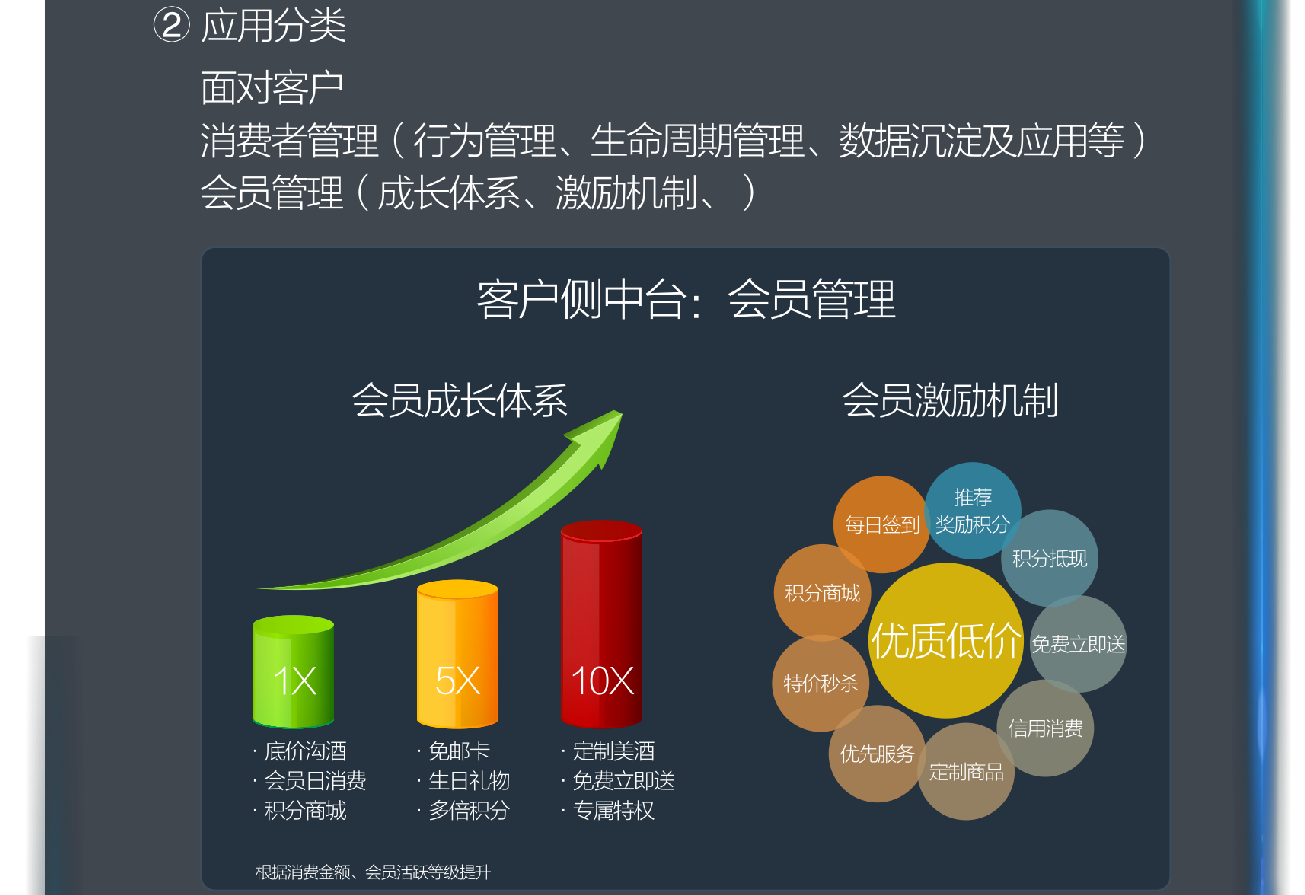 ② 应用分类
面对客户
消费者管理（行为管理、生命周期管理、数据沉淀及应用等）
会员管理（成长体系、激励机制、）
客户侧中台：会员管理
会员成长体系
1X
5X
10X
· 底价沟酒
· 会员日消费
· 积分商城
· 免邮卡
· 生日礼物
· 多倍积分
· 定制美酒
· 免费立即送
· 专属特权
根据消费金额、会员活跃等级提升
会员激励机制
推荐
奖励积分
积分抵现
免费立即送
信用消费
定制商品
优先服务
特价秒杀
积分商城
每日签到
优质低价